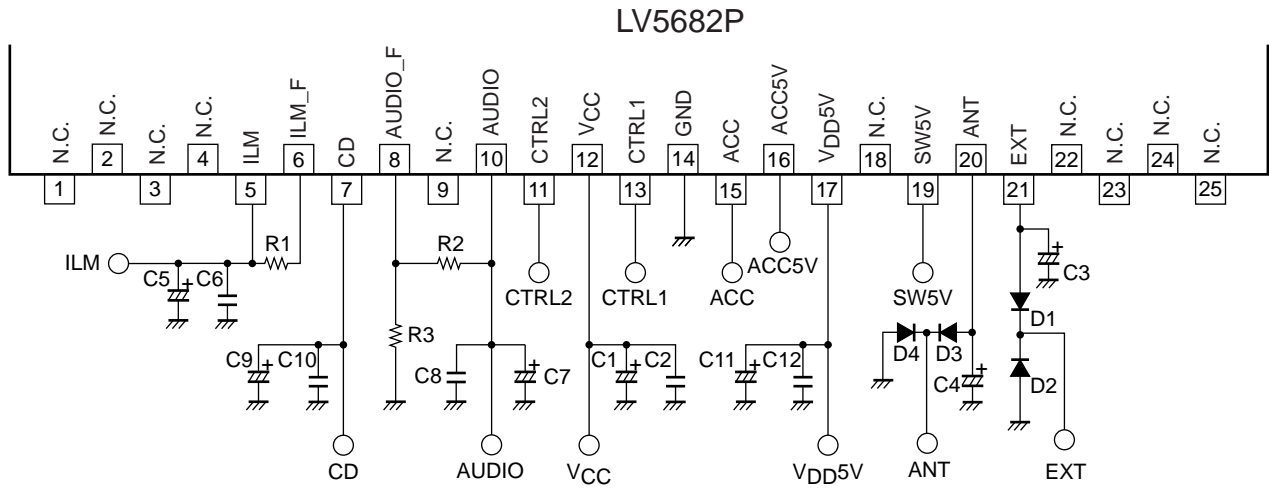 LV5682P
N.C. N.C. N.C. N.C. ILM ILM_F CD AUDIO_F N.C. AUDIO CTRL2 VCC CTRL1 GND ACC ACC5V VDD5V N.C. SW5V ANT EXT N.C. N.C. N.C. N.C.
2 4 6 8 10 12 14 16 18 20 22 24
1 3 5 7 9 11 13 15 17 19 21 23 25
R1 R2
ILM ACC5V C3
C5 + C6 + CTRL2 CTRL1 ACC SW5V
R3 D1
D4 D3
C9 + C10 C8 + C7 C1 + C2 C11 + C12 C4 + D2
CD AUDIO VCC VDD5V ANT EXT